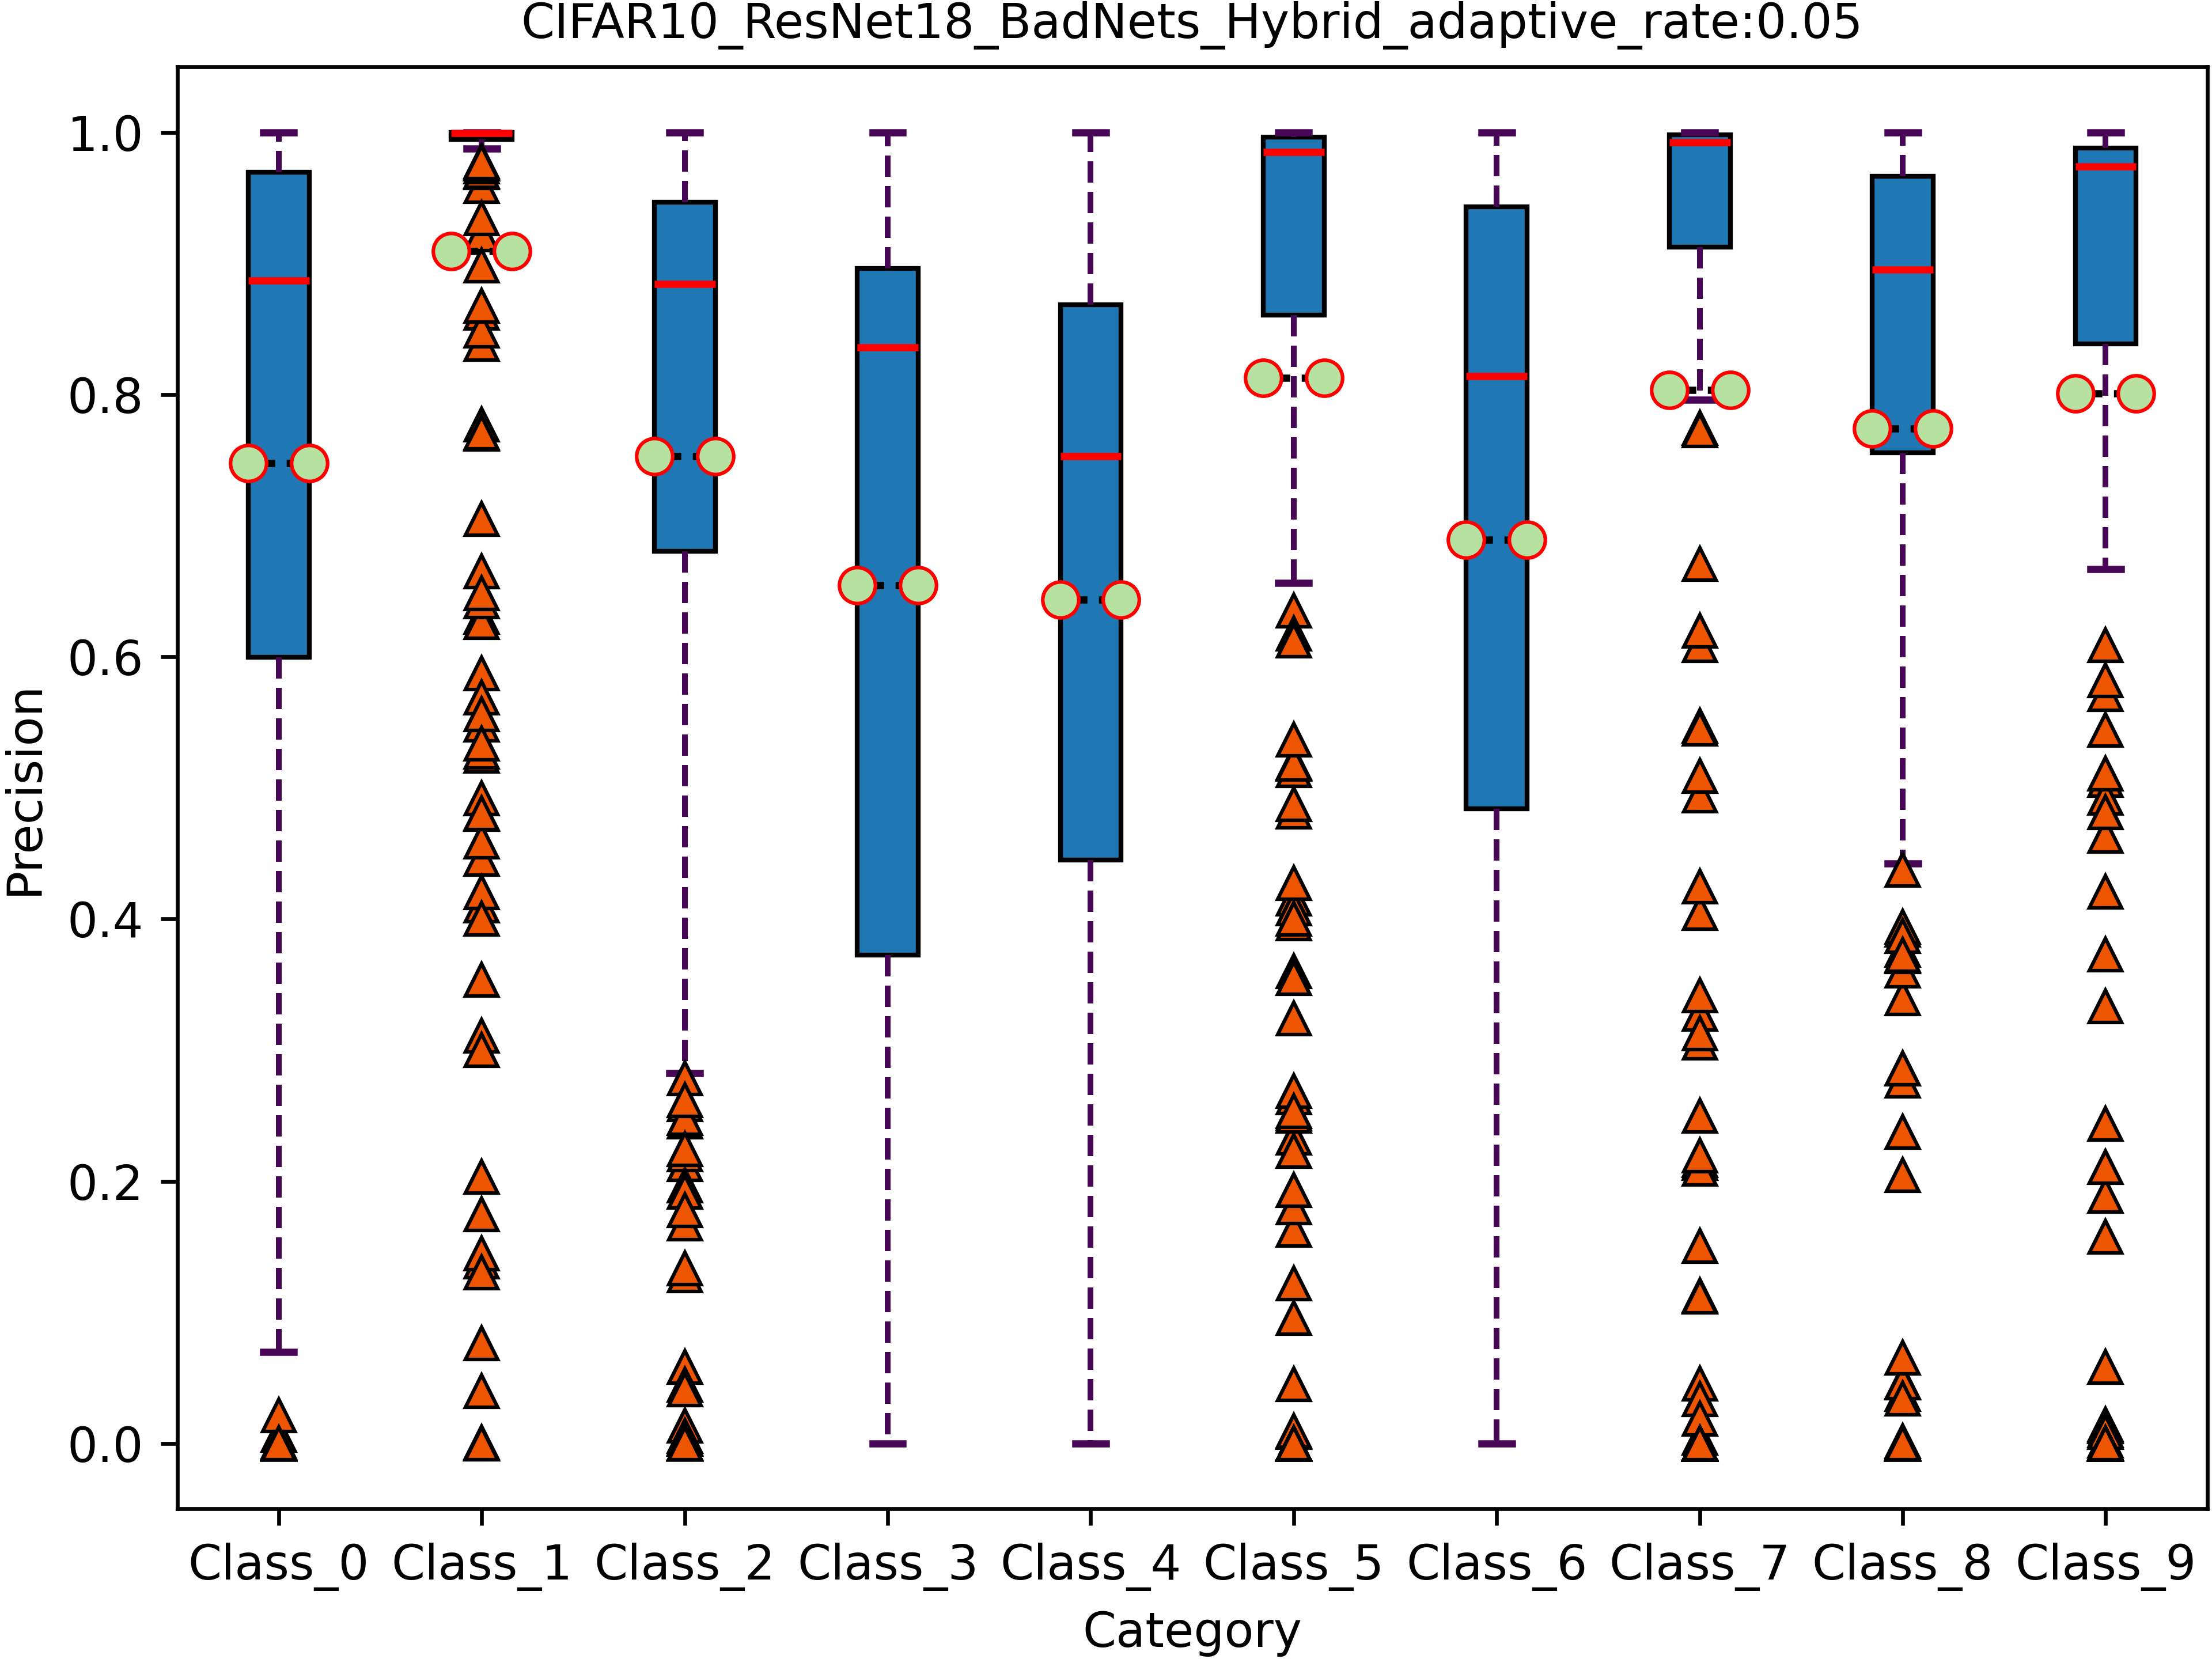 CIFAR10_ResNet18_BadNets_Hybrid_adaptive_rate:0.05
1.0
0.8
0.6
0.4
0.2
0.0
Precision
Class_0 Class_1 Class_2 Class_3 Class_4 Class_5 Class_6 Class_7 Class_8 Class_9
Category